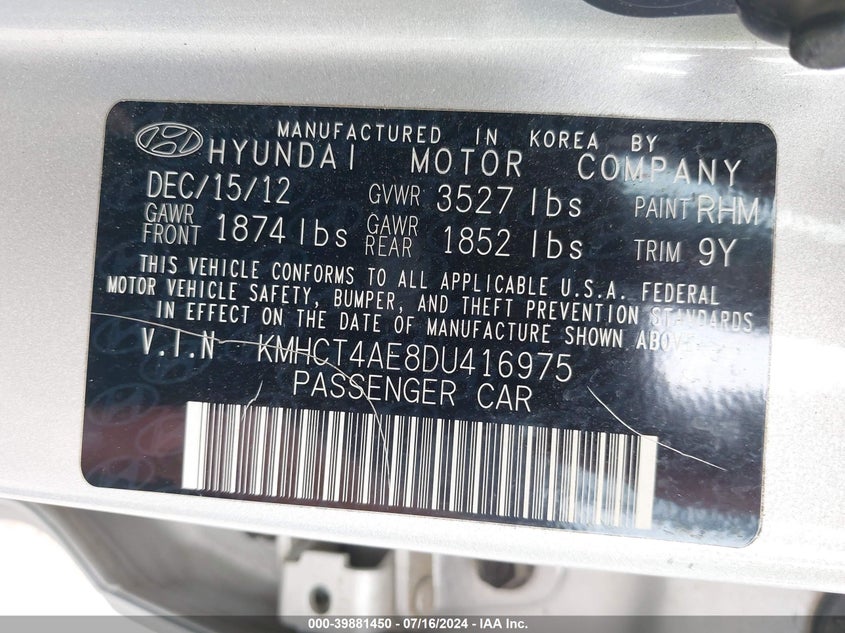 MANUFACTURED IN KOREA BY
HYUNDAI MOTOR COMPANY
DEC/15/12 GVWR 3527 lbs PAINT RHM
GAWR FRONT 1874 lbs GAWR REAR 1852 lbs TRIM 9Y
THIS VEHICLE CONFORMS TO ALL APPLICABLE U.S.A. FEDERAL
MOTOR VEHICLE SAFETY, BUMPER, AND THEFT PREVENTION STANDARDS
IN EFFECT ON THE DATE OF MANUFACTURE SHOWN ABOVE
V.I.N KMHCT4AE8DU416975
PASSENGER CAR
000-39881450 / 07/16/2024 - IAA Inc.